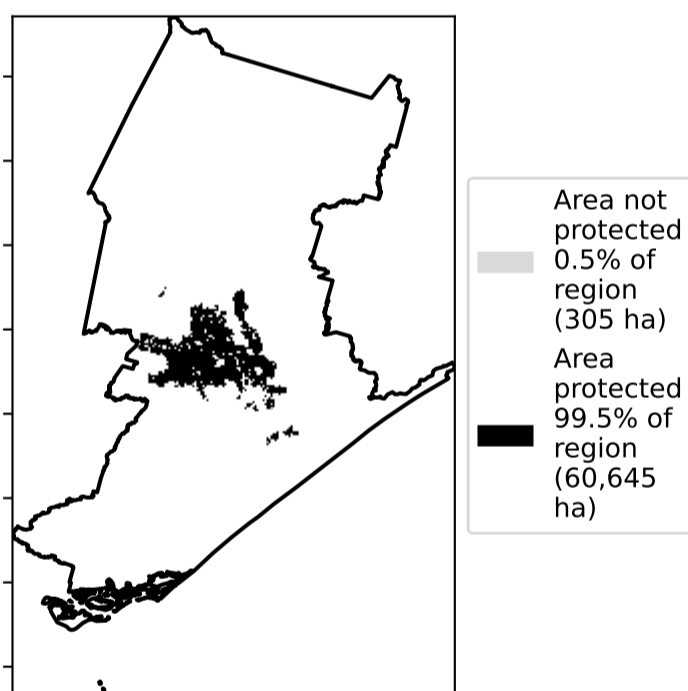 Area not
protected
0.5% of
region
(305 ha)
Area
protected
99.5% of
region
(60,645
ha)